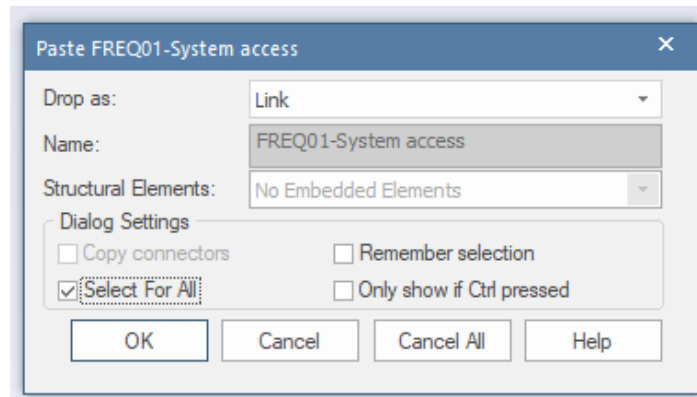 Paste FREQ01-System access
Drop as: Link
Name: FREQ01-System access
Structural Elements: No Embedded Elements
Dialog Settings
Copy connectors Remember selection
Select For All Only show if Ctrl pressed
OK Cancel Cancel All Help